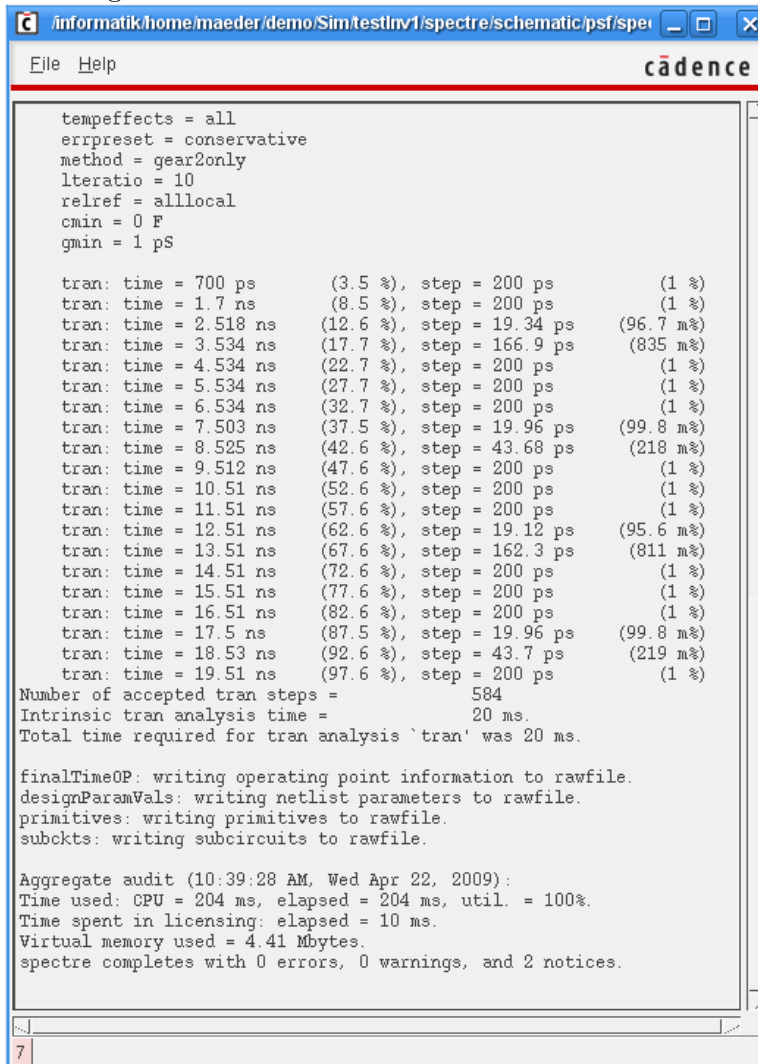 /informatik/home/maeder/demo/Sim/testInv1/spectre/schematic/psf/spe
File Help cādence
tempeffects = all
errpreset = conservative
method = gear2only
lteratio = 10
relref = alllocal
cmin = 0 F
gmin = 1 pS
tran: time = 700 ps (3.5 %), step = 200 ps (1 %)
tran: time = 1.7 ns (8.5 %), step = 200 ps (1 %)
tran: time = 2.518 ns (12.6 %), step = 19.34 ps (96.7 m%)
tran: time = 3.534 ns (17.7 %), step = 166.9 ps (835 m%)
tran: time = 4.534 ns (22.7 %), step = 200 ps (1 %)
tran: time = 5.534 ns (27.7 %), step = 200 ps (1 %)
tran: time = 6.534 ns (32.7 %), step = 200 ps (1 %)
tran: time = 7.503 ns (37.5 %), step = 19.96 ps (99.8 m%)
tran: time = 8.525 ns (42.6 %), step = 43.68 ps (218 m%)
tran: time = 9.512 ns (47.6 %), step = 200 ps (1 %)
tran: time = 10.51 ns (52.6 %), step = 200 ps (1 %)
tran: time = 11.51 ns (57.6 %), step = 200 ps (1 %)
tran: time = 12.51 ns (62.6 %), step = 19.12 ps (95.6 m%)
tran: time = 13.51 ns (67.6 %), step = 162.3 ps (811 m%)
tran: time = 14.51 ns (72.6 %), step = 200 ps (1 %)
tran: time = 15.51 ns (77.6 %), step = 200 ps (1 %)
tran: time = 16.51 ns (82.6 %), step = 200 ps (1 %)
tran: time = 17.5 ns (87.5 %), step = 19.96 ps (99.8 m%)
tran: time = 18.53 ns (92.6 %), step = 43.7 ps (219 m%)
tran: time = 19.51 ns (97.6 %), step = 200 ps (1 %)
Number of accepted tran steps = 584
Intrinsic tran analysis time = 20 ms.
Total time required for tran analysis `tran' was 20 ms.
finalTimeOP: writing operating point information to rawfile.
designParamVals: writing netlist parameters to rawfile.
primitives: writing primitives to rawfile.
subckts: writing subcircuits to rawfile.
Aggregate audit (10:39:28 AM, Wed Apr 22, 2009):
Time used: CPU = 204 ms, elapsed = 204 ms, util. = 100%.
Time spent in licensing: elapsed = 10 ms.
Virtual memory used = 4.41 Mbytes.
spectre completes with 0 errors, 0 warnings, and 2 notices.
7